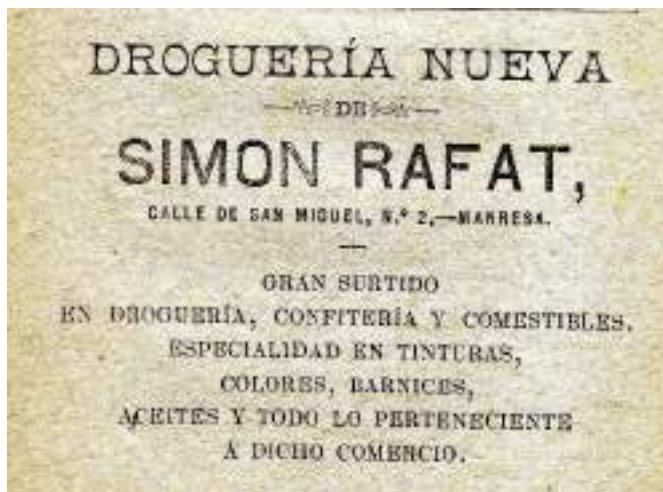 DROGUERÍA NUEVA
DE
SIMON RAFAT,
CALLE DE SAN MIGUEL, N.º 2,—MANRESA.
GRAN SURTIDO
EN DROGUERÍA, CONFITERÍA Y COMESTIBLES.
ESPECIALIDAD EN TINTURAS,
COLORES, BARNICES,
ACEITES Y TODO LO PERTENECIENTE
Á DICHO COMERCIO.